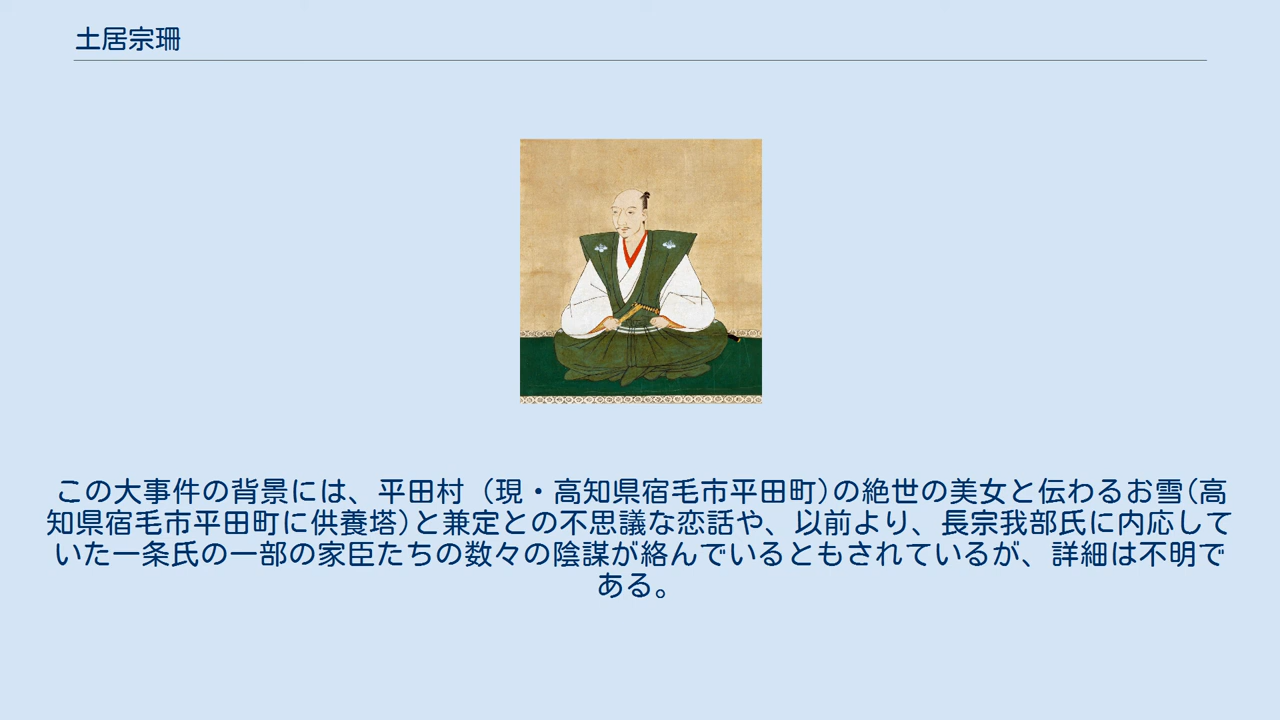 土居宗珊
この大事件の背景には、平田村（現・高知県宿毛市平田町)の絶世の美女と伝わるお雪(高
知県宿毛市平田町に供養塔)と兼定との不思議な恋話や、以前より、長宗我部氏に内応して
いた一条氏の一部の家臣たちの数々の陰謀が絡んでいるともされているが、詳細は不明で
ある。